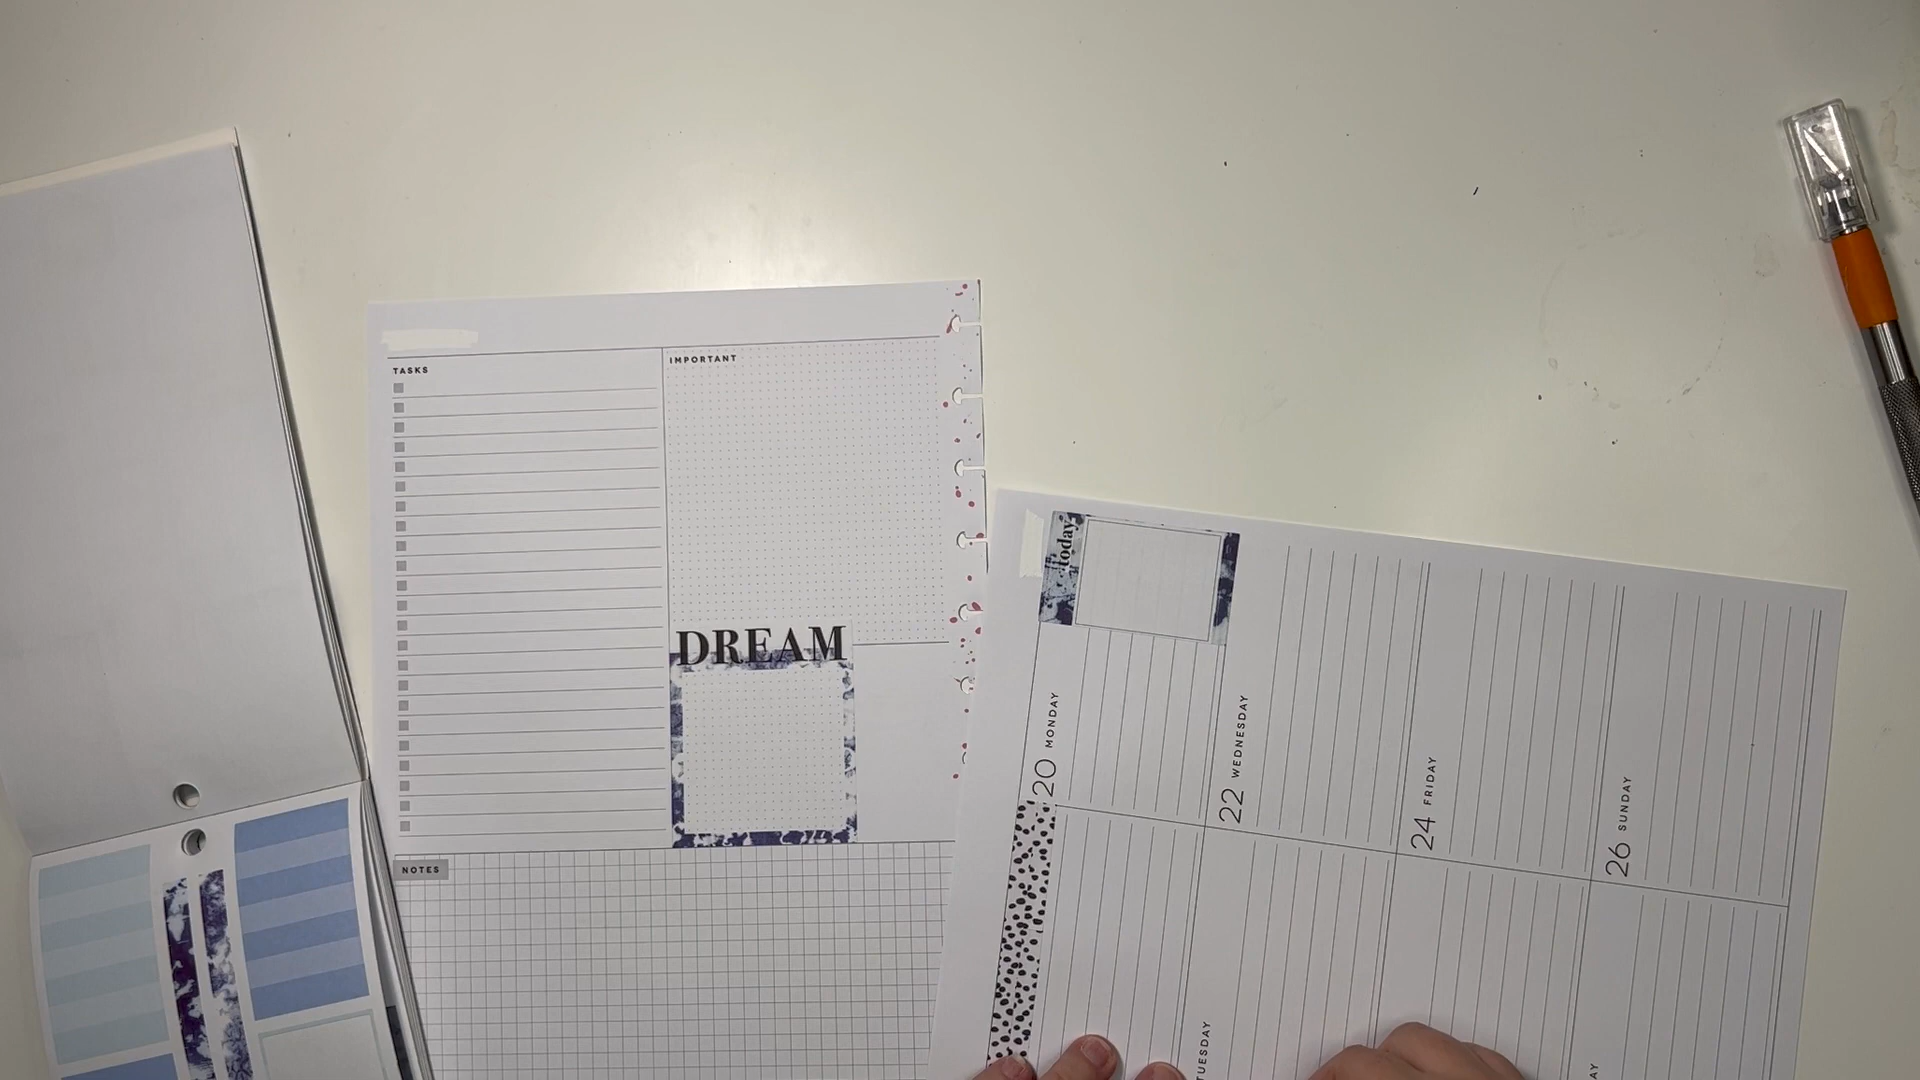 TASKS
IMPORTANT
DREAM
NOTES
today
20 MONDAY
22 WEDNESDAY
24 FRIDAY
26 SUNDAY
TUESDAY